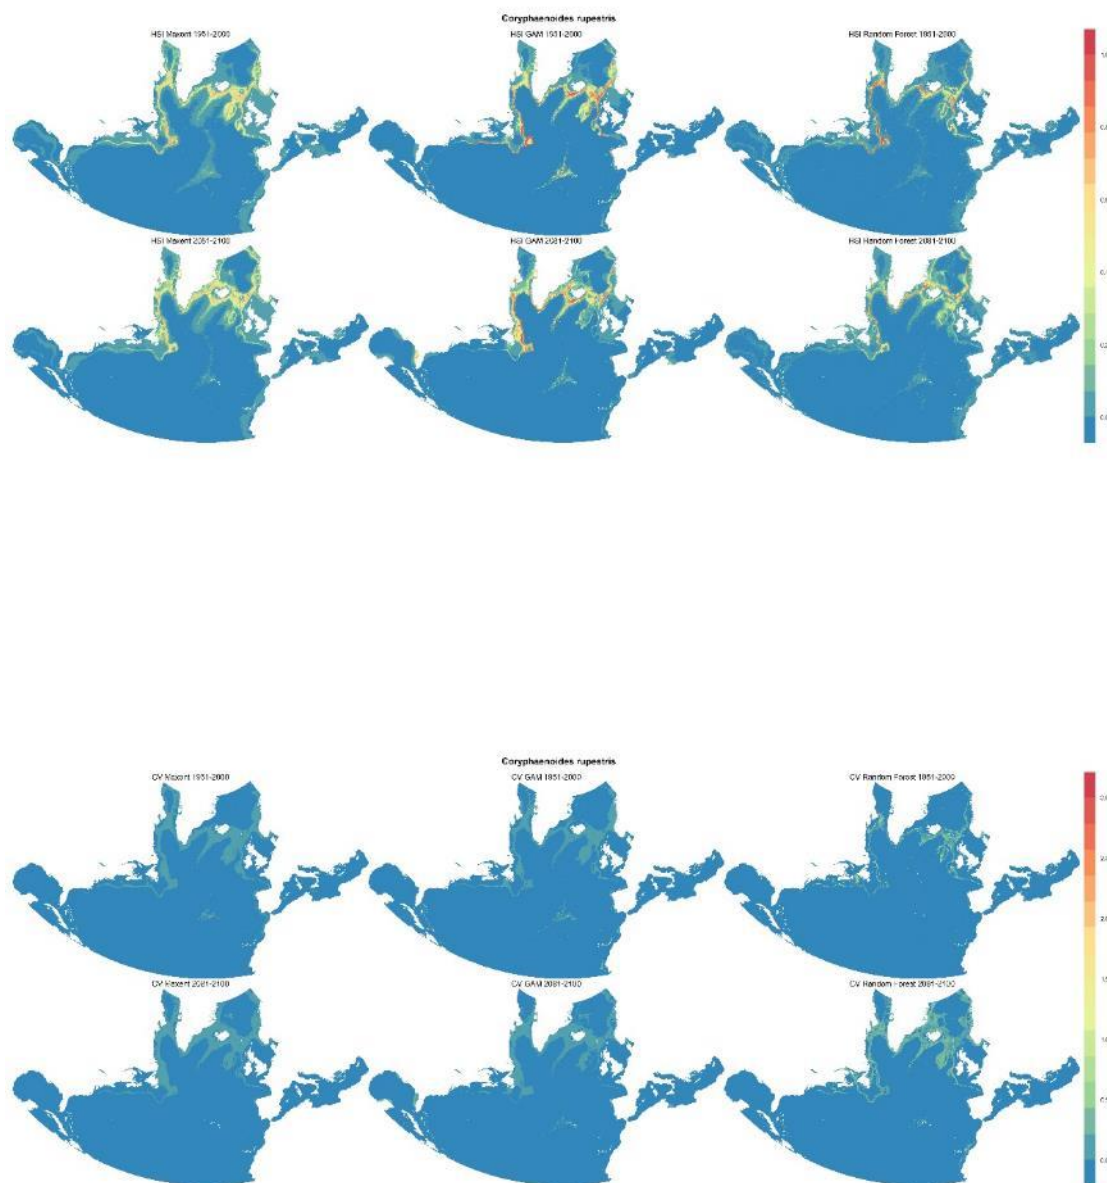 Coryphaenoides rupestris
HSI Maxent 1951-2000 HSI GAM 1951-2000 HSI Random Forest 1951-2000
HSI Maxent 2081-2100 HSI GAM 2081-2100 HSI Random Forest 2081-2100
Coryphaenoides rupestris
CV Maxent 1951-2000 CV GAM 1951-2000 CV Random Forest 1951-2000
CV Maxent 2081-2100 CV GAM 2081-2100 CV Random Forest 2081-2100